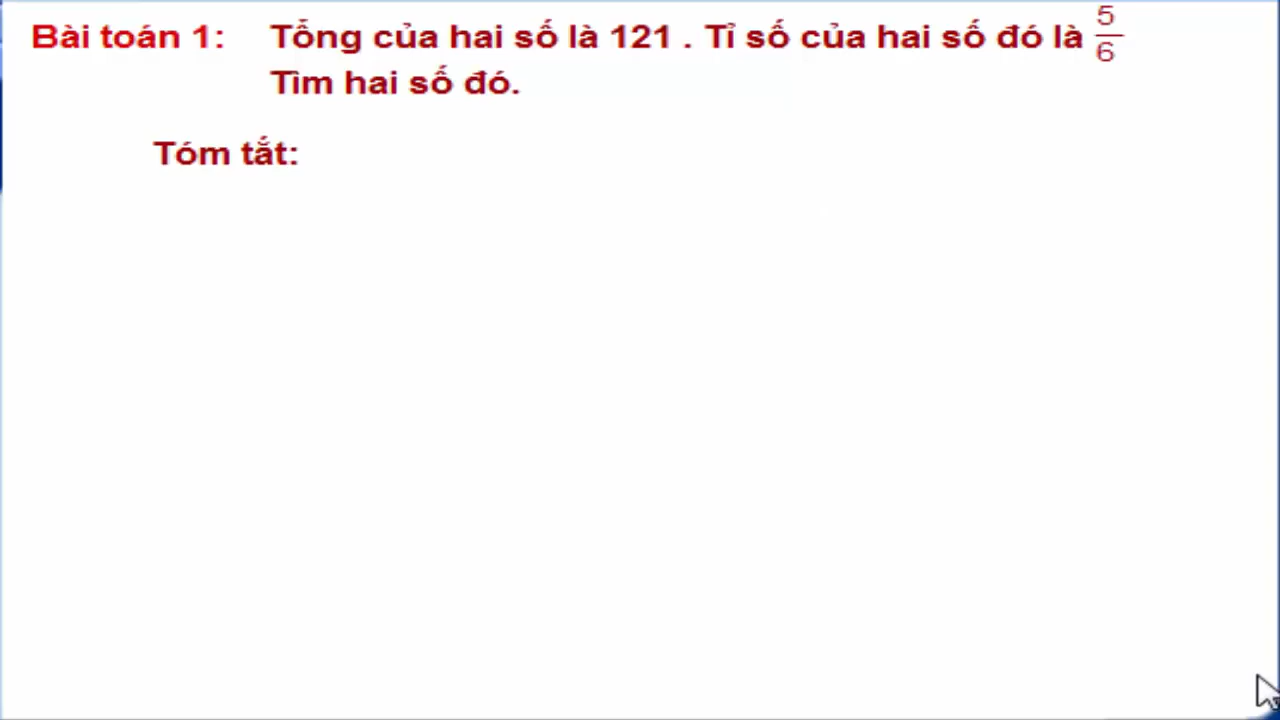 Bài toán 1: Tổng của hai số là 121 . Tỉ số của hai số đó là 5/6
Tìm hai số đó.
Tóm tắt: